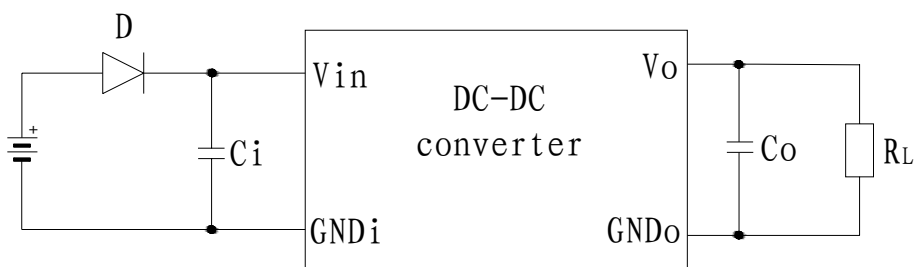 D
+
Vin
Vo
DC-DC
converter
Ci
Co
RL
GNDi
GNDo